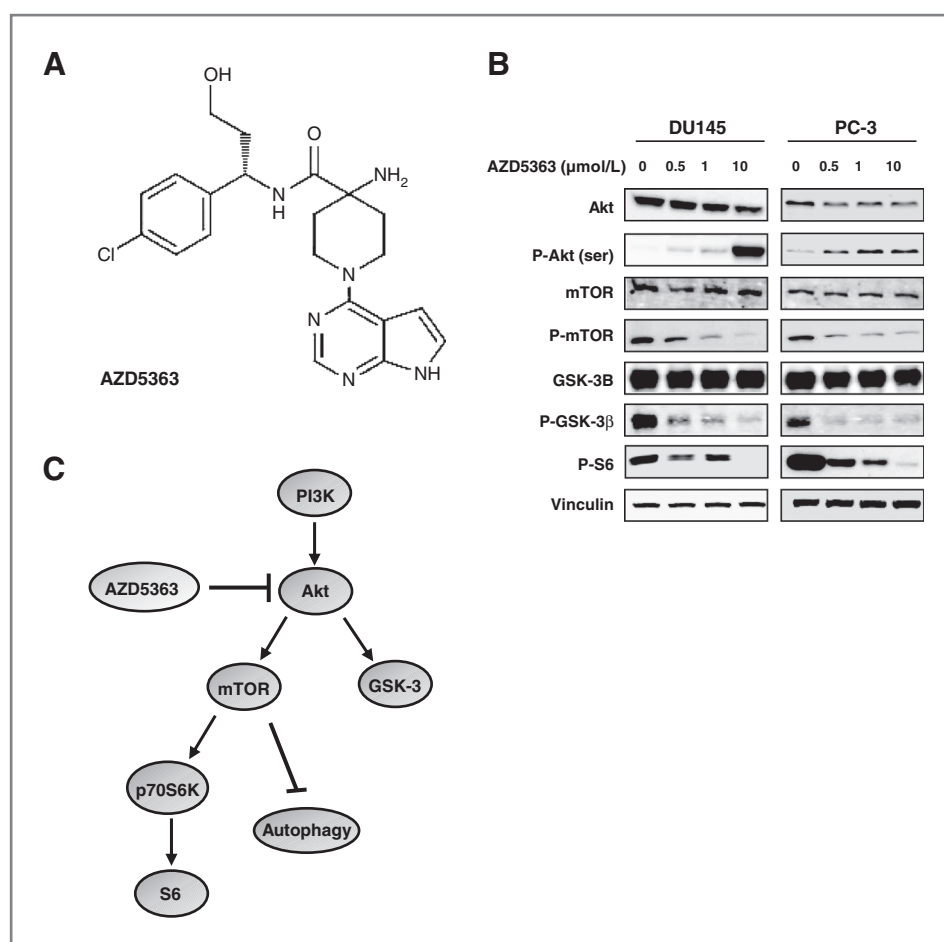 A
OH
O
NH2
N
H
Cl
N
N
N
NH
AZD5363
B
DU145 PC-3
AZD5363 (µmol/L) 0 0.5 1 10 0 0.5 1 10
Akt
P-Akt (ser)
mTOR
P-mTOR
GSK-3B
P-GSK-3β
P-S6
Vinculin
C
PI3K
AZD5363
Akt
mTOR
GSK-3
p70S6K
Autophagy
S6